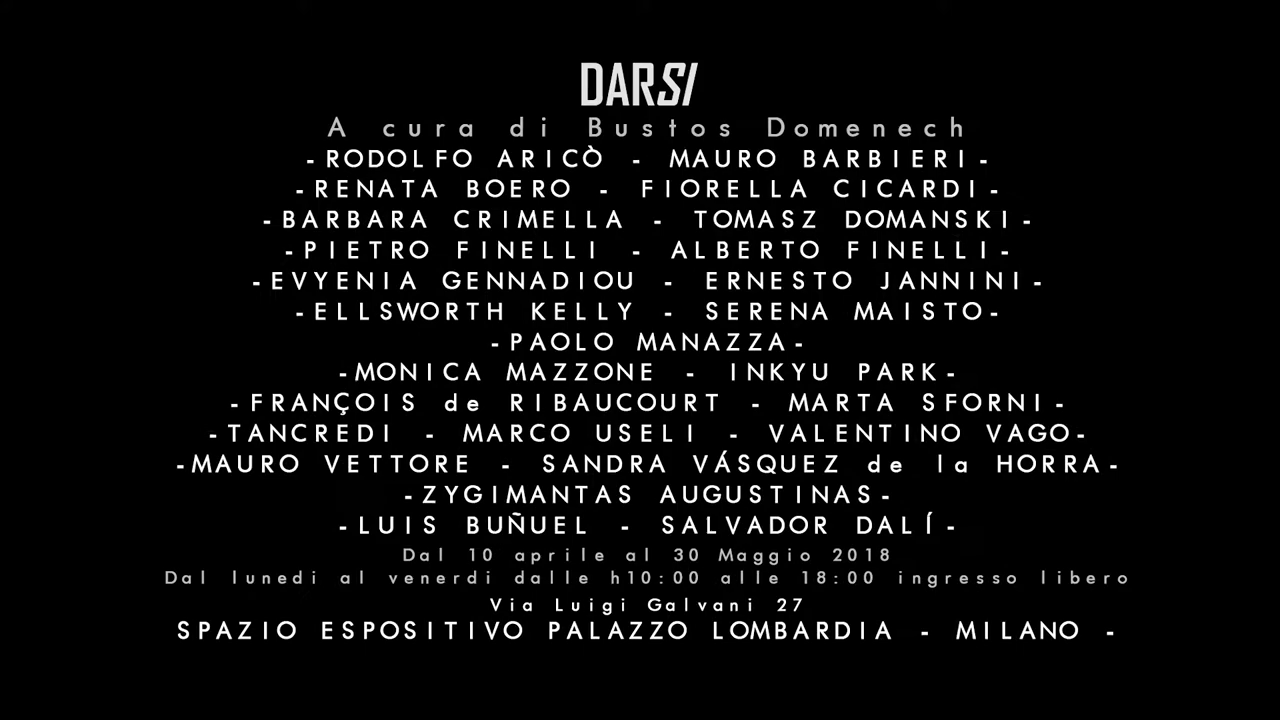 DARSI
A cura di Bustos Domenech
-RODOLFO ARICÒ - MAURO BARBIERI-
-RENATA BOERO - FIORELLA CICARDI-
-BARBARA CRIMELLA - TOMASZ DOMANSKI-
-PIETRO FINELLI - ALBERTO FINELLI-
-EVYENIA GENNADIOU - ERNESTO JANNINI-
-ELLSWORTH KELLY - SERENA MAISTO-
-PAOLO MANAZZA-
-MONICA MAZZONE - INKYU PARK-
-FRANÇOIS de RIBAUCOURT - MARTA SFORNI-
-TANCREDI - MARCO USELI - VALENTINO VAGO-
-MAURO VETTORE - SANDRA VÁSQUEZ de la HORRA-
-ZYGIMANTAS AUGUSTINAS-
-LUIS BUÑUEL - SALVADOR DALÍ-
Dal 10 aprile al 30 Maggio 2018
Dal lunedi al venerdi dalle h10:00 alle 18:00 ingresso libero
Via Luigi Galvani 27
SPAZIO ESPOSITIVO PALAZZO LOMBARDIA - MILANO -